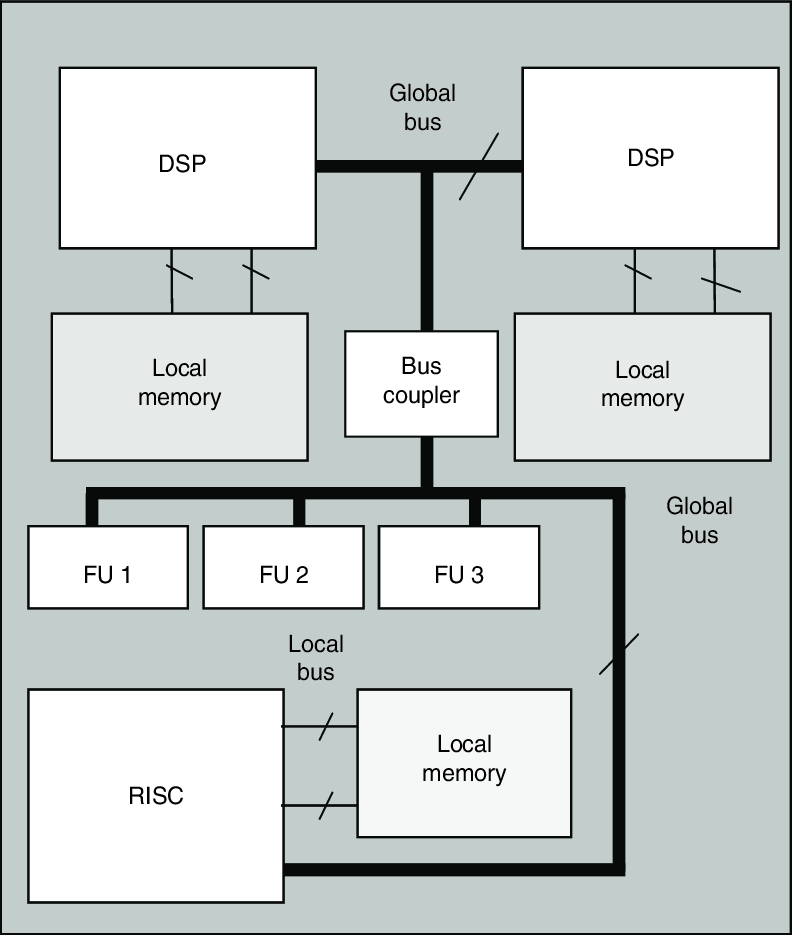 Global
bus
DSP
DSP
Local
memory
Bus
coupler
Local
memory
Global
bus
FU 1
FU 2
FU 3
Local
bus
RISC
Local
memory